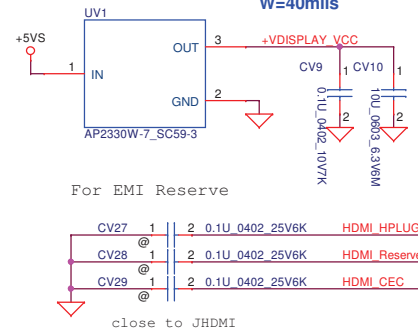 W=40mils
UV1
+5VS
1 IN
OUT 3 +VDISPLAY_VCC
GND 2
AP2330W-7_SC59-3
CV9 1
0.1U_0402_10V7K
2
CV10 1
10U_0603_6.3V6M
2
For EMI Reserve
CV27 1 2 0.1U_0402_25V6K HDMI_HPLUG
@
CV28 1 2 0.1U_0402_25V6K HDMI_Reserve
@
CV29 1 2 0.1U_0402_25V6K HDMI_CEC
@
close to JHDMI